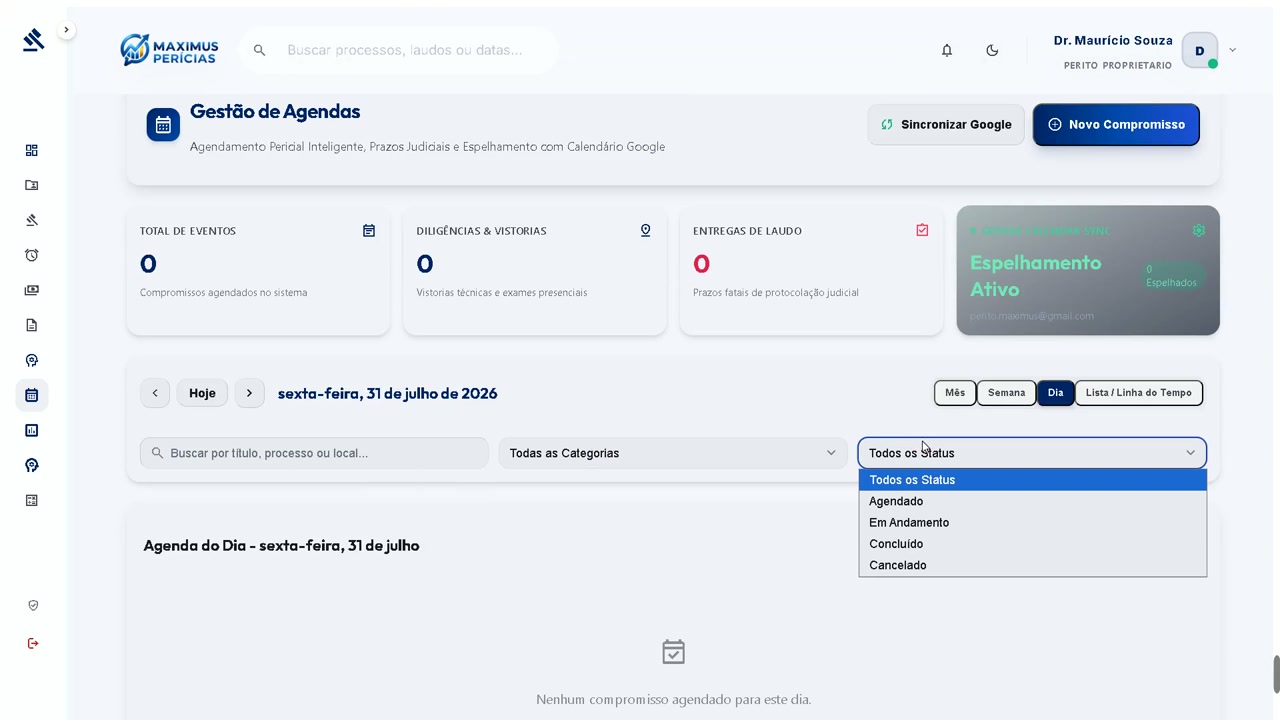 MAXIMUS
PERÍCIAS
Buscar processos, laudos ou datas...
Dr. Maurício Souza
PERITO PROPRIETARIO
D
Gestão de Agendas
Agendamento Pericial Inteligente, Prazos Judiciais e Espelhamento com Calendário Google
Sincronizar Google
Novo Compromisso
TOTAL DE EVENTOS
0
Compromissos agendados no sistema
DILIGÊNCIAS & VISTORIAS
0
Vistorias técnicas e exames presenciais
ENTREGAS DE LAUDO
0
Prazos fatais de protocolação judicial
GOOGLE CALENDAR SYNC
Espelhamento
Ativo
0
Espelhados
perito.maximus@gmail.com
Hoje
sexta-feira, 31 de julho de 2026
Mês
Semana
Dia
Lista / Linha do Tempo
Buscar por título, processo ou local...
Todas as Categorias
Todos os Status
Todos os Status
Agendado
Em Andamento
Concluído
Cancelado
Agenda do Dia - sexta-feira, 31 de julho
Nenhum compromisso agendado para este dia.